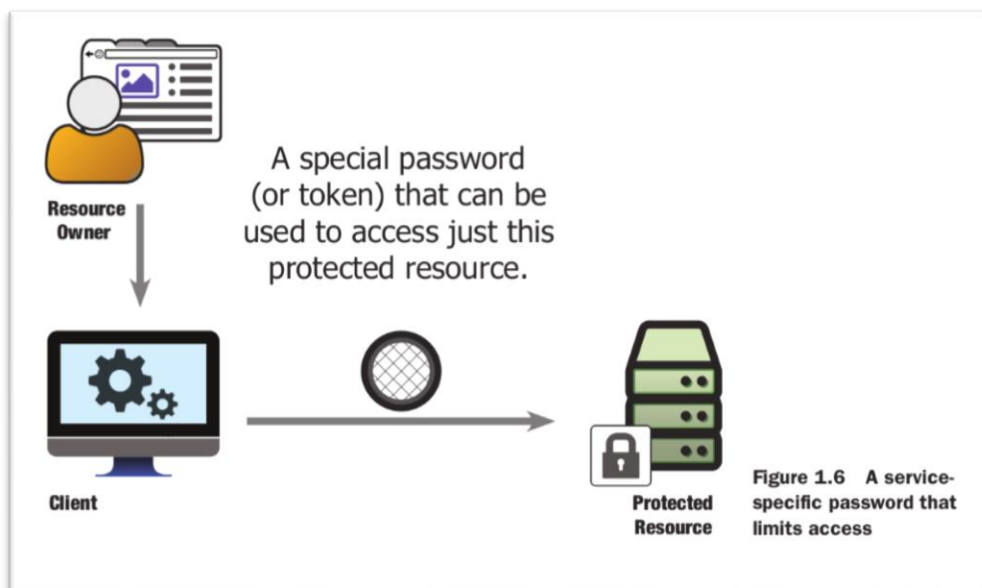 A special password
(or token) that can be
used to access just this
protected resource.
Resource
Owner
Client
Protected
Resource
Figure 1.6 A service-
specific password that
limits access